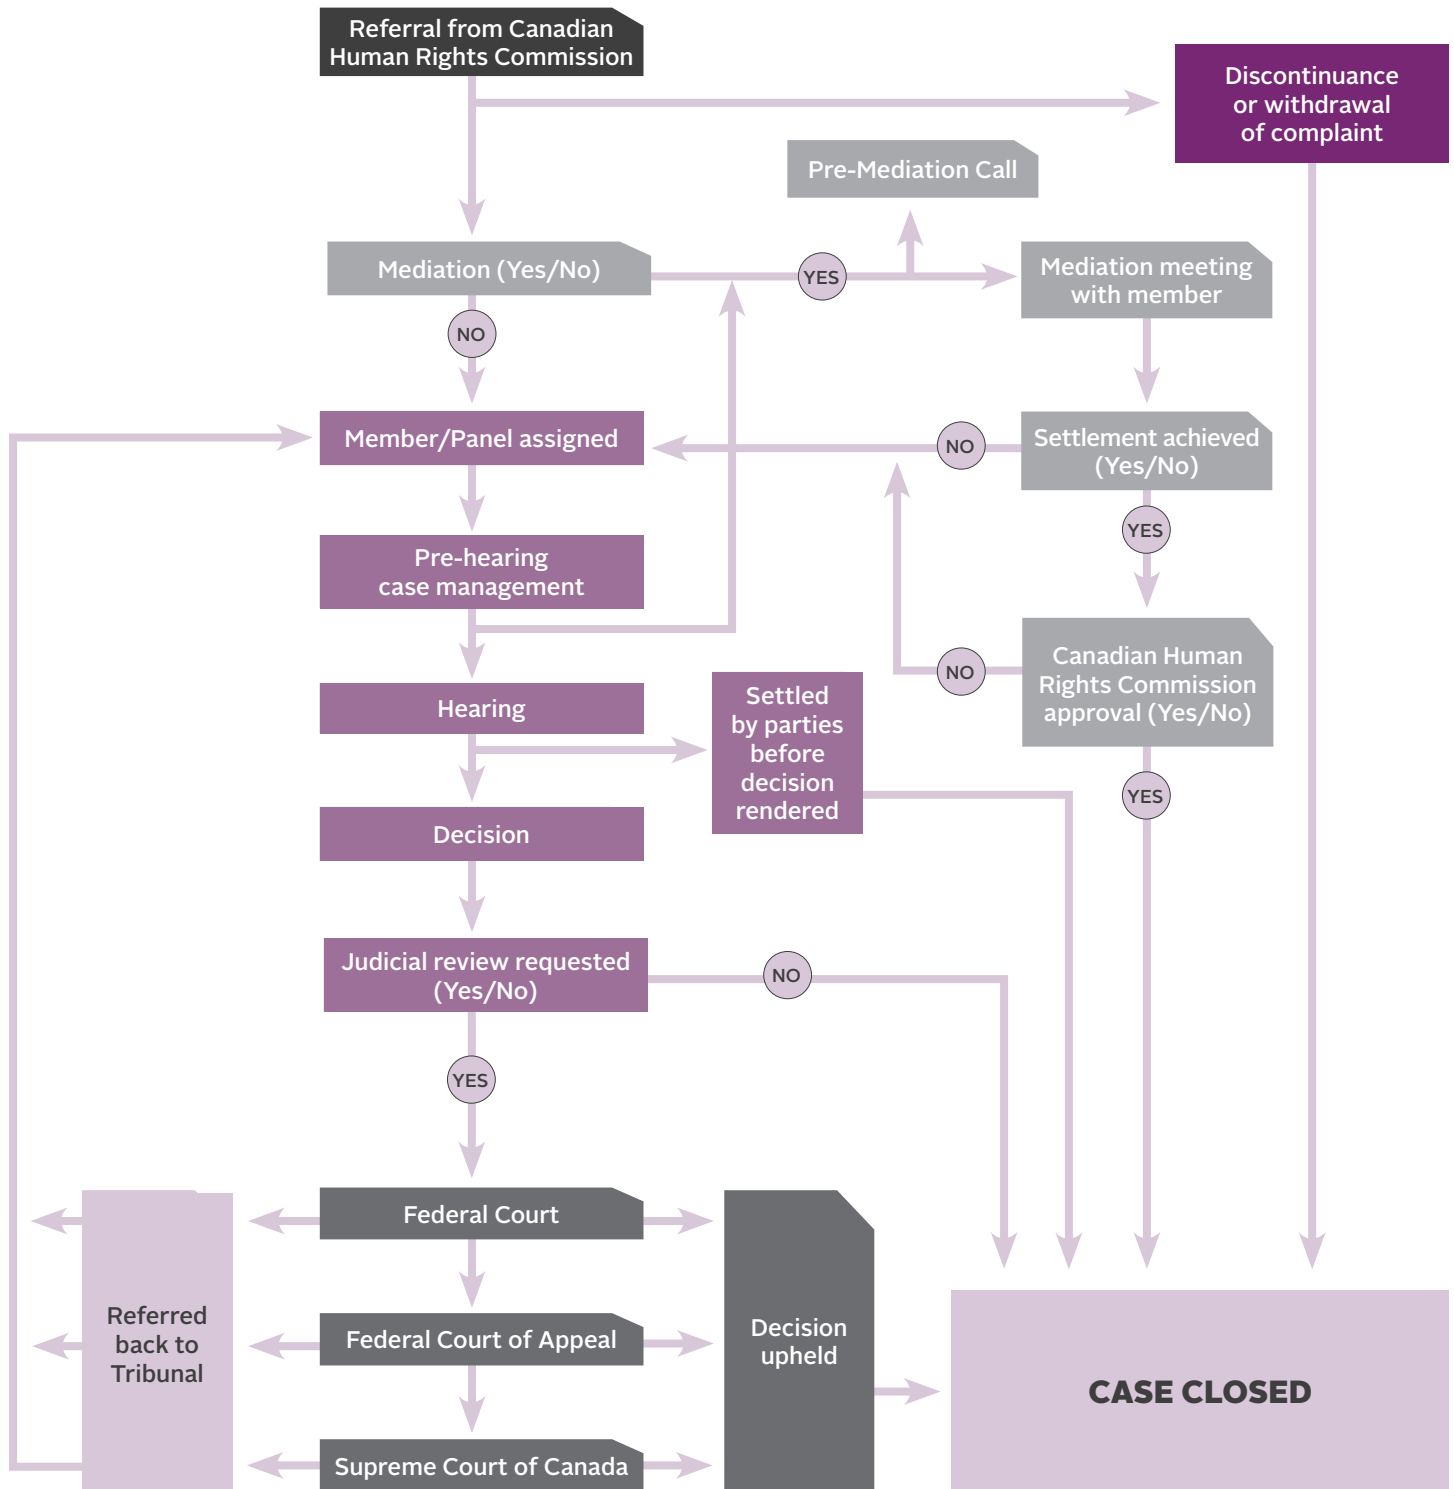 Referral from Canadian
Human Rights Commission
Discontinuance
or withdrawal
of complaint
Pre-Mediation Call
Mediation (Yes/No)
YES
Mediation meeting
with member
NO
Member/Panel assigned
NO
Settlement achieved
(Yes/No)
YES
Pre-hearing
case management
NO
Canadian Human
Rights Commission
approval (Yes/No)
Hearing
Settled
by parties
before
decision
rendered
YES
Decision
Judicial review requested
(Yes/No)
NO
YES
Federal Court
Referred
back to
Tribunal
Federal Court of Appeal
Decision
upheld
CASE CLOSED
Supreme Court of Canada